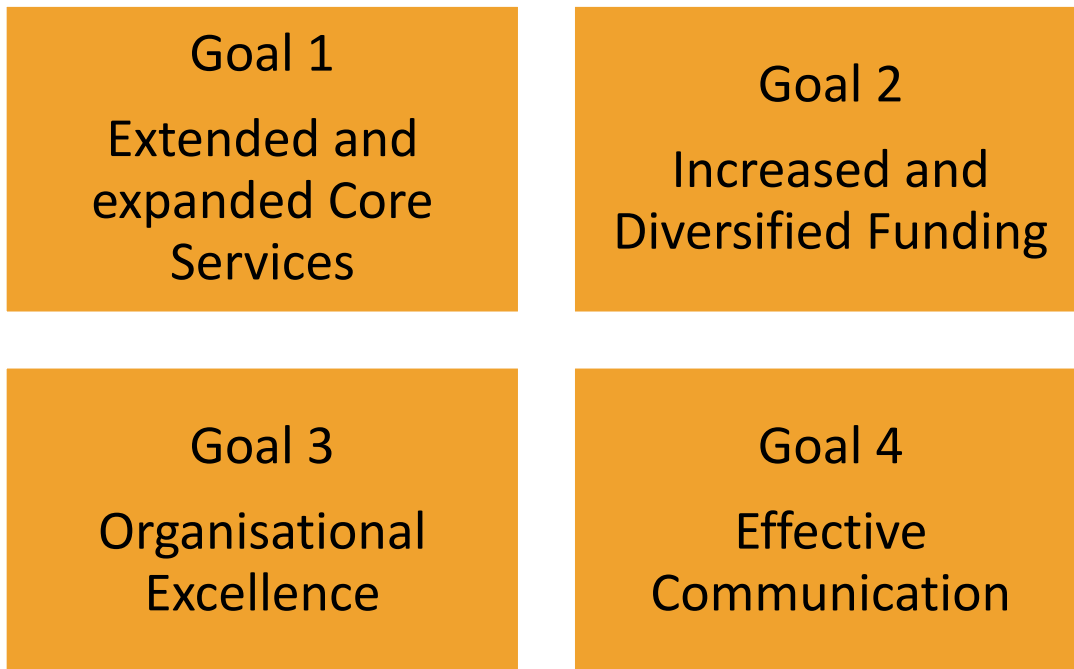 Goal 1
Extended and
expanded Core
Services
Goal 2
Increased and
Diversified Funding
Goal 3
Organisational
Excellence
Goal 4
Effective
Communication